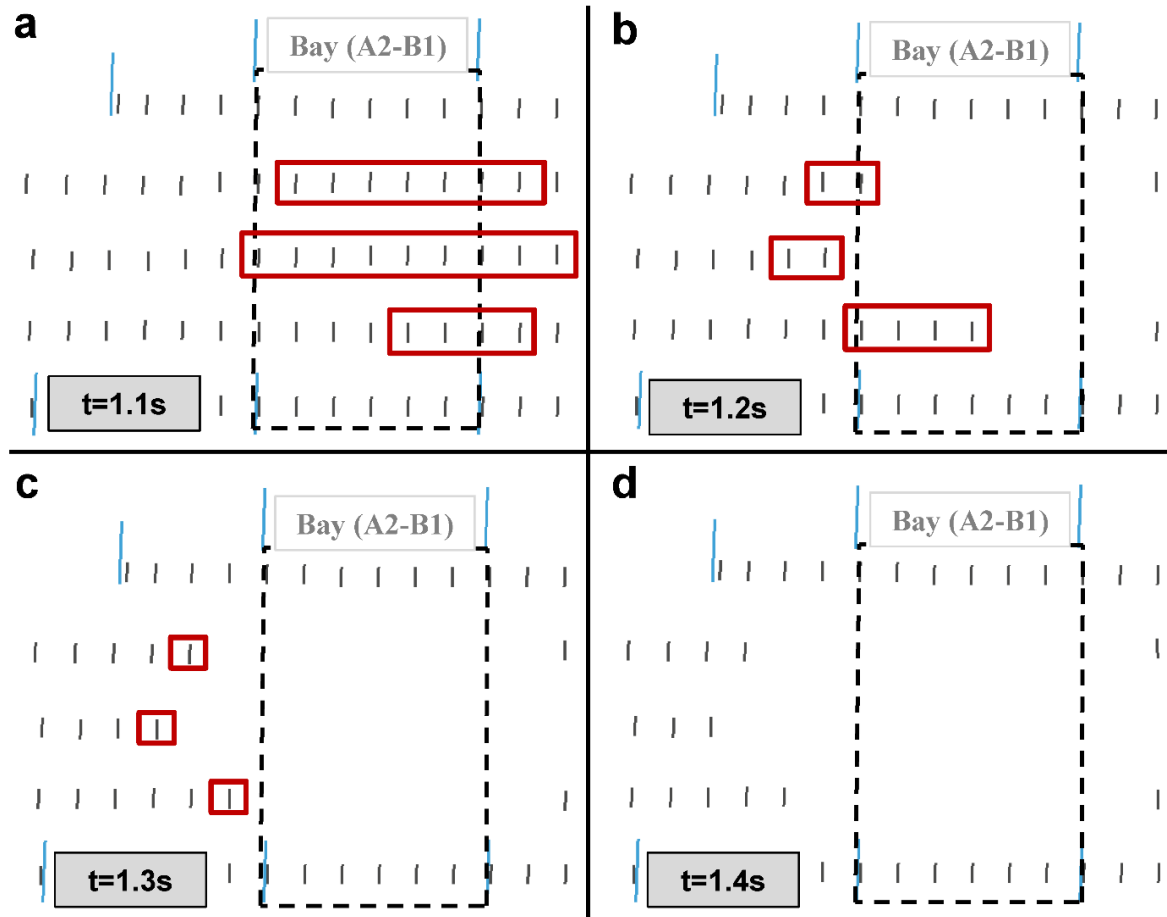 a
Bay (A2-B1)
t=1.1s
b
Bay (A2-B1)
t=1.2s
c
Bay (A2-B1)
t=1.3s
d
Bay (A2-B1)
t=1.4s